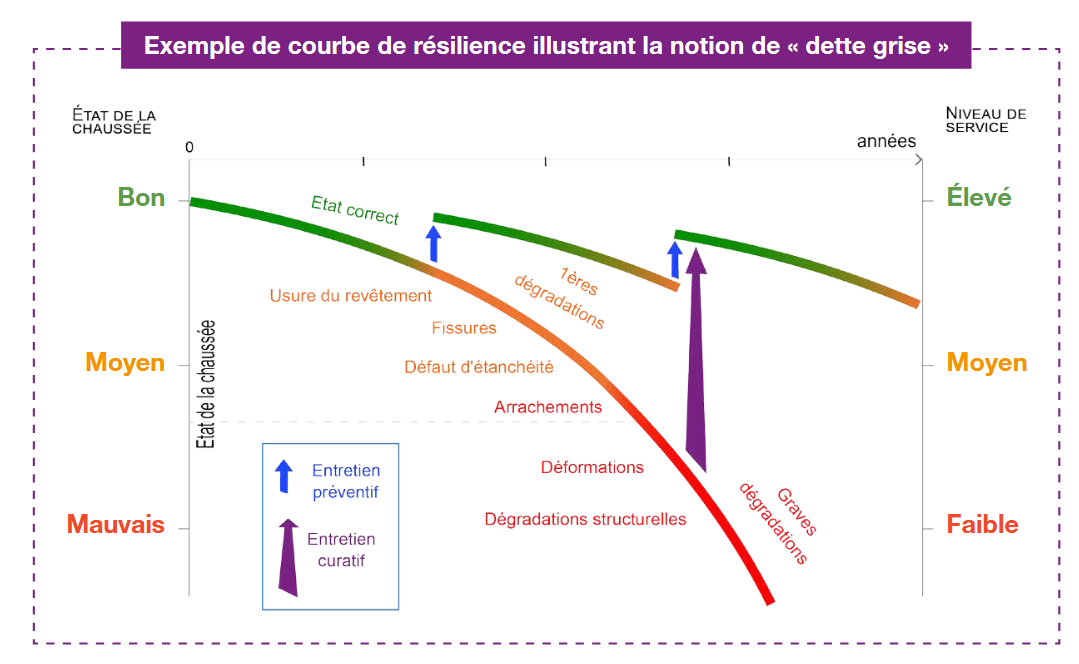 Exemple de courbe de résilience illustrant la notion de « dette grise »
ÉTAT DE LA
CHAUSSÉE
NIVEAU DE
SERVICE
0
années
Bon
Élevé
Etat correct
1ères
dégradations
Usure du revêtement
Fissures
Moyen
Moyen
Etat de la chaussée
Défaut d'étanchéité
Arrachements
Déformations
Dégradations structurelles
Graves
dégradations
Entretien
préventif
Entretien
curatif
Mauvais
Faible